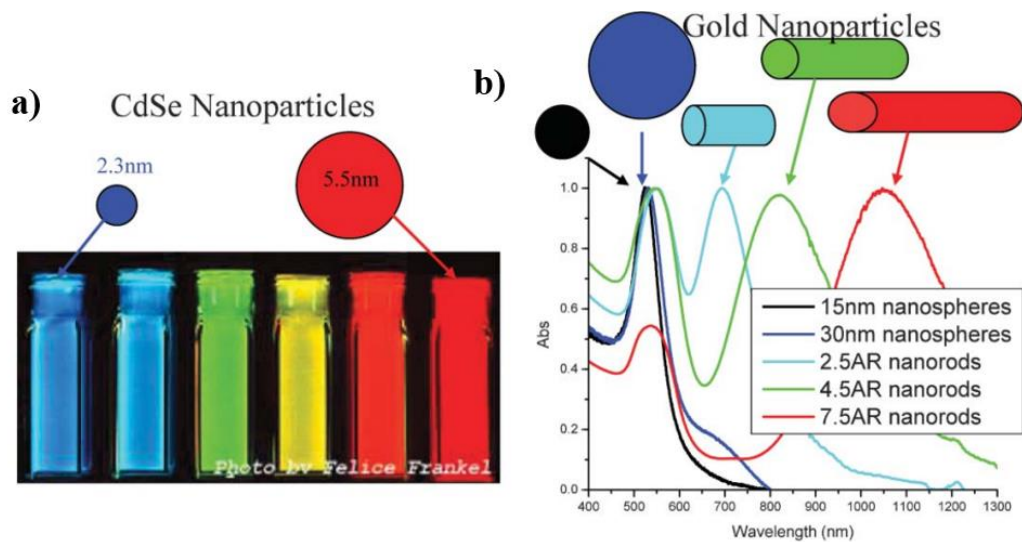 a)
CdSe Nanoparticles
2.3nm
5.5nm
Photo by Felice Frankel
b)
Gold Nanoparticles
1.0
0.8
0.6
0.4
0.2
0.0
Abs
400 500 600 700 800 900 1000 1100 1200 1300
Wavelength (nm)
15nm nanospheres
30nm nanospheres
2.5AR nanorods
4.5AR nanorods
7.5AR nanorods